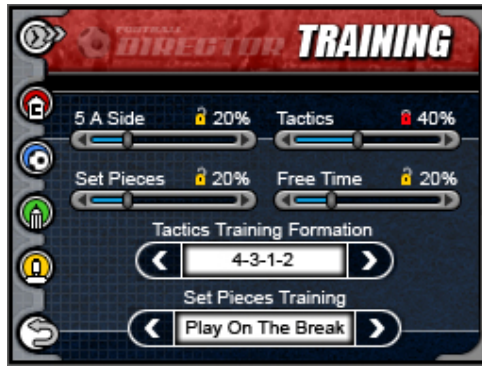 FOOTBALL
DIRECTOR TRAINING
5 A Side 20% Tactics 40%
Set Pieces 20% Free Time 20%
Tactics Training Formation
4-3-1-2
Set Pieces Training
Play On The Break